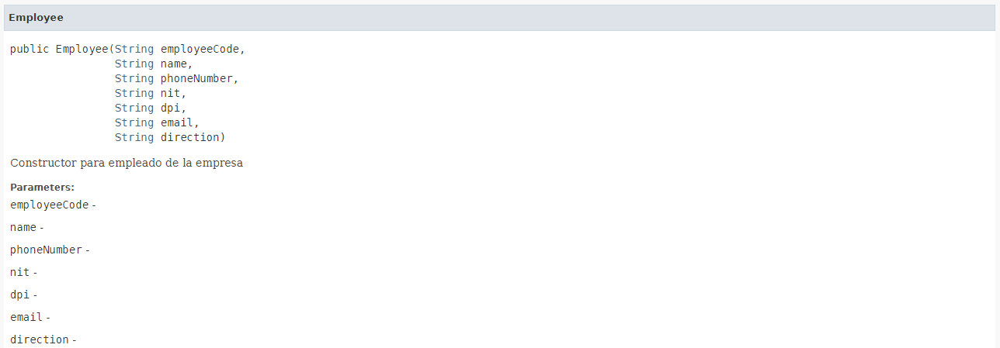 Employee
public Employee(String employeeCode,
String name,
String phoneNumber,
String nit,
String dpi,
String email,
String direction)
Constructor para empleado de la empresa
Parameters:
employeeCode -
name -
phoneNumber -
nit -
dpi -
email -
direction -